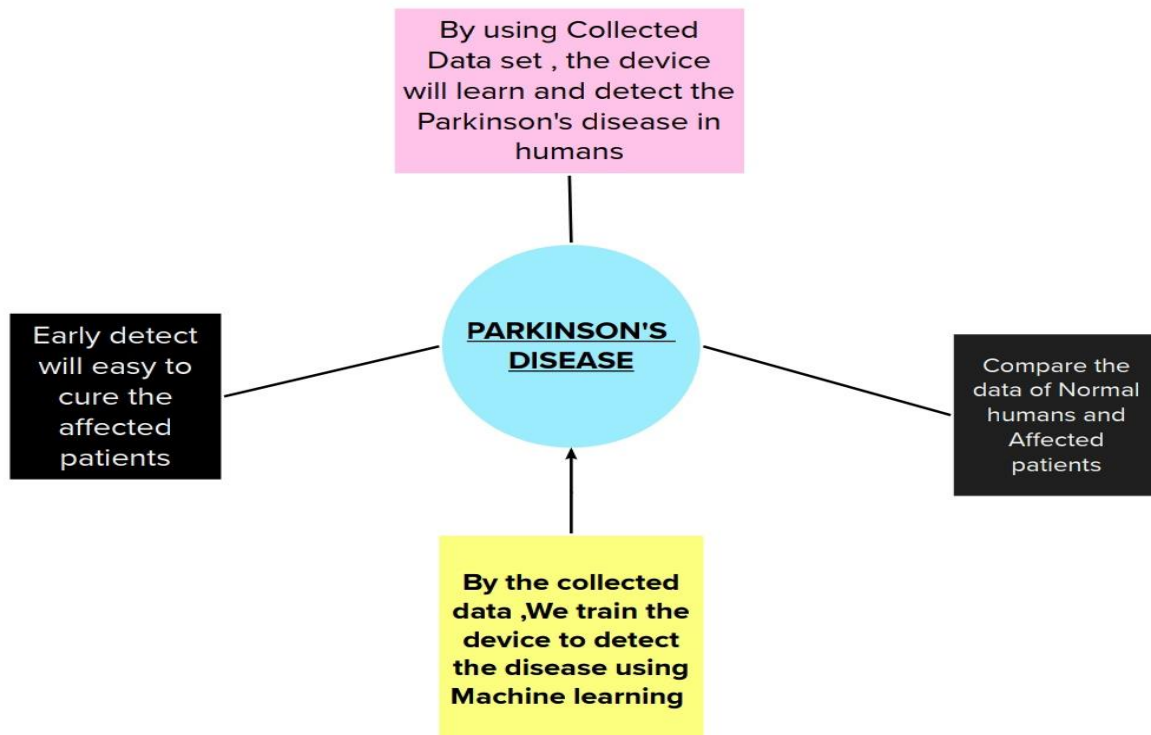 By using Collected
Data set , the device
will learn and detect the
Parkinson's disease in
humans
PARKINSON'S
DISEASE
Early detect
will easy to
cure the
affected
patients
Compare the
data of Normal
humans and
Affected
patients
By the collected
data ,We train the
device to detect
the disease using
Machine learning